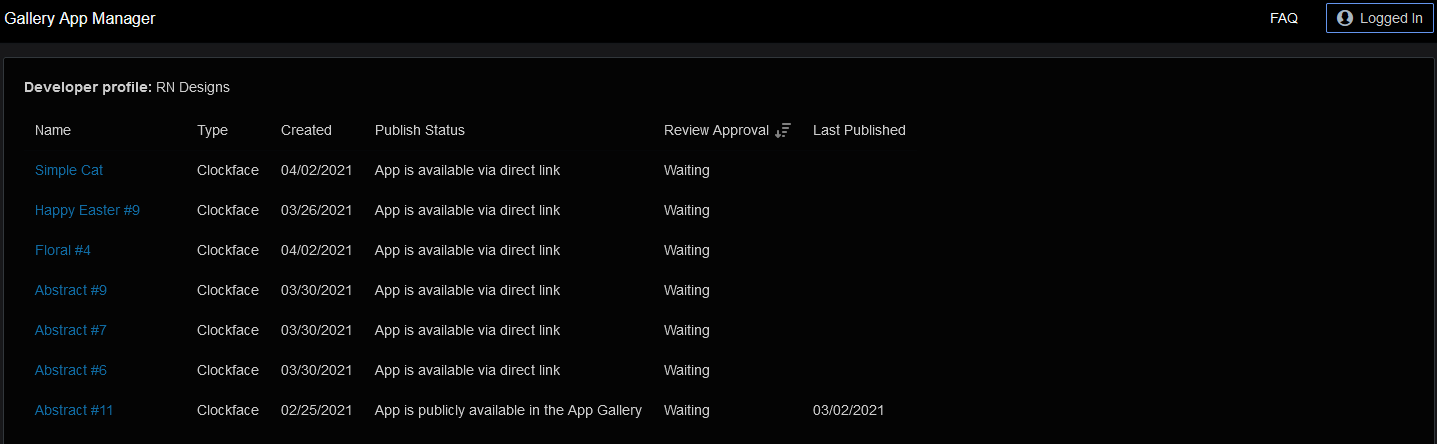 Gallery App Manager FAQ Logged In
Developer profile: RN Designs
Name Type Created Publish Status Review Approval Last Published
Simple Cat Clockface 04/02/2021 App is available via direct link Waiting
Happy Easter #9 Clockface 03/26/2021 App is available via direct link Waiting
Floral #4 Clockface 04/02/2021 App is available via direct link Waiting
Abstract #9 Clockface 03/30/2021 App is available via direct link Waiting
Abstract #7 Clockface 03/30/2021 App is available via direct link Waiting
Abstract #6 Clockface 03/30/2021 App is available via direct link Waiting
Abstract #11 Clockface 02/25/2021 App is publicly available in the App Gallery Waiting 03/02/2021